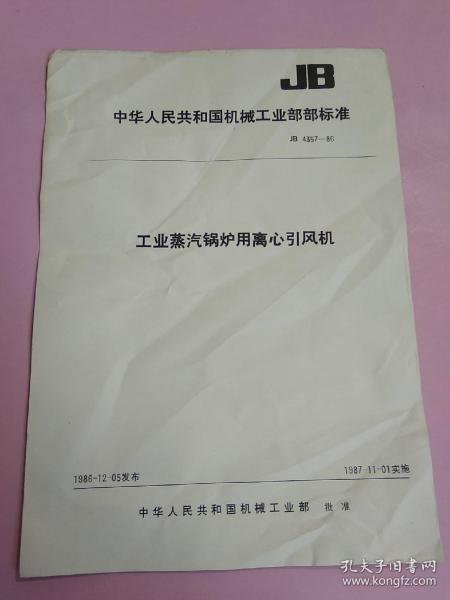 JB
中华人民共和国机械工业部部标准
JB 4357—86
工业蒸汽锅炉用离心引风机
1986-12-05发布
1987-11-01实施
中华人民共和国机械工业部 批准
孔夫子旧书网
www.kongfz.com